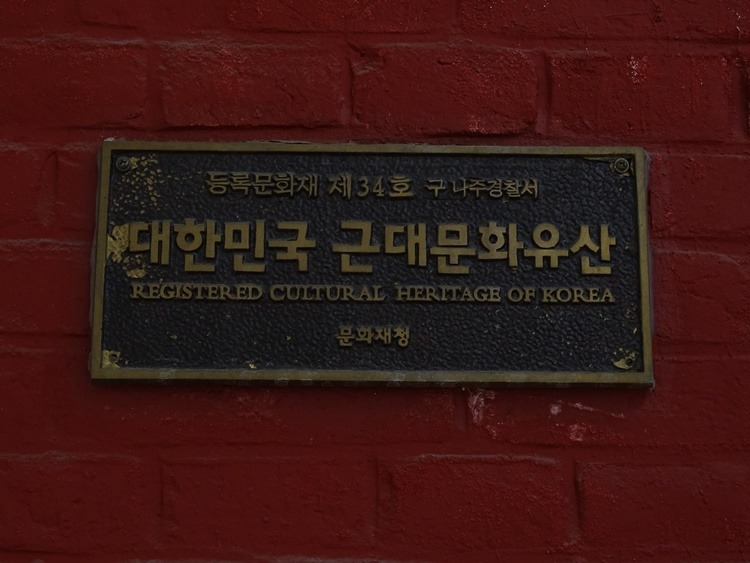 등록문화재 제34호 구 나주경찰서
대한민국 근대문화유산
REGISTERED CULTURAL HERITAGE OF KOREA
문화재청